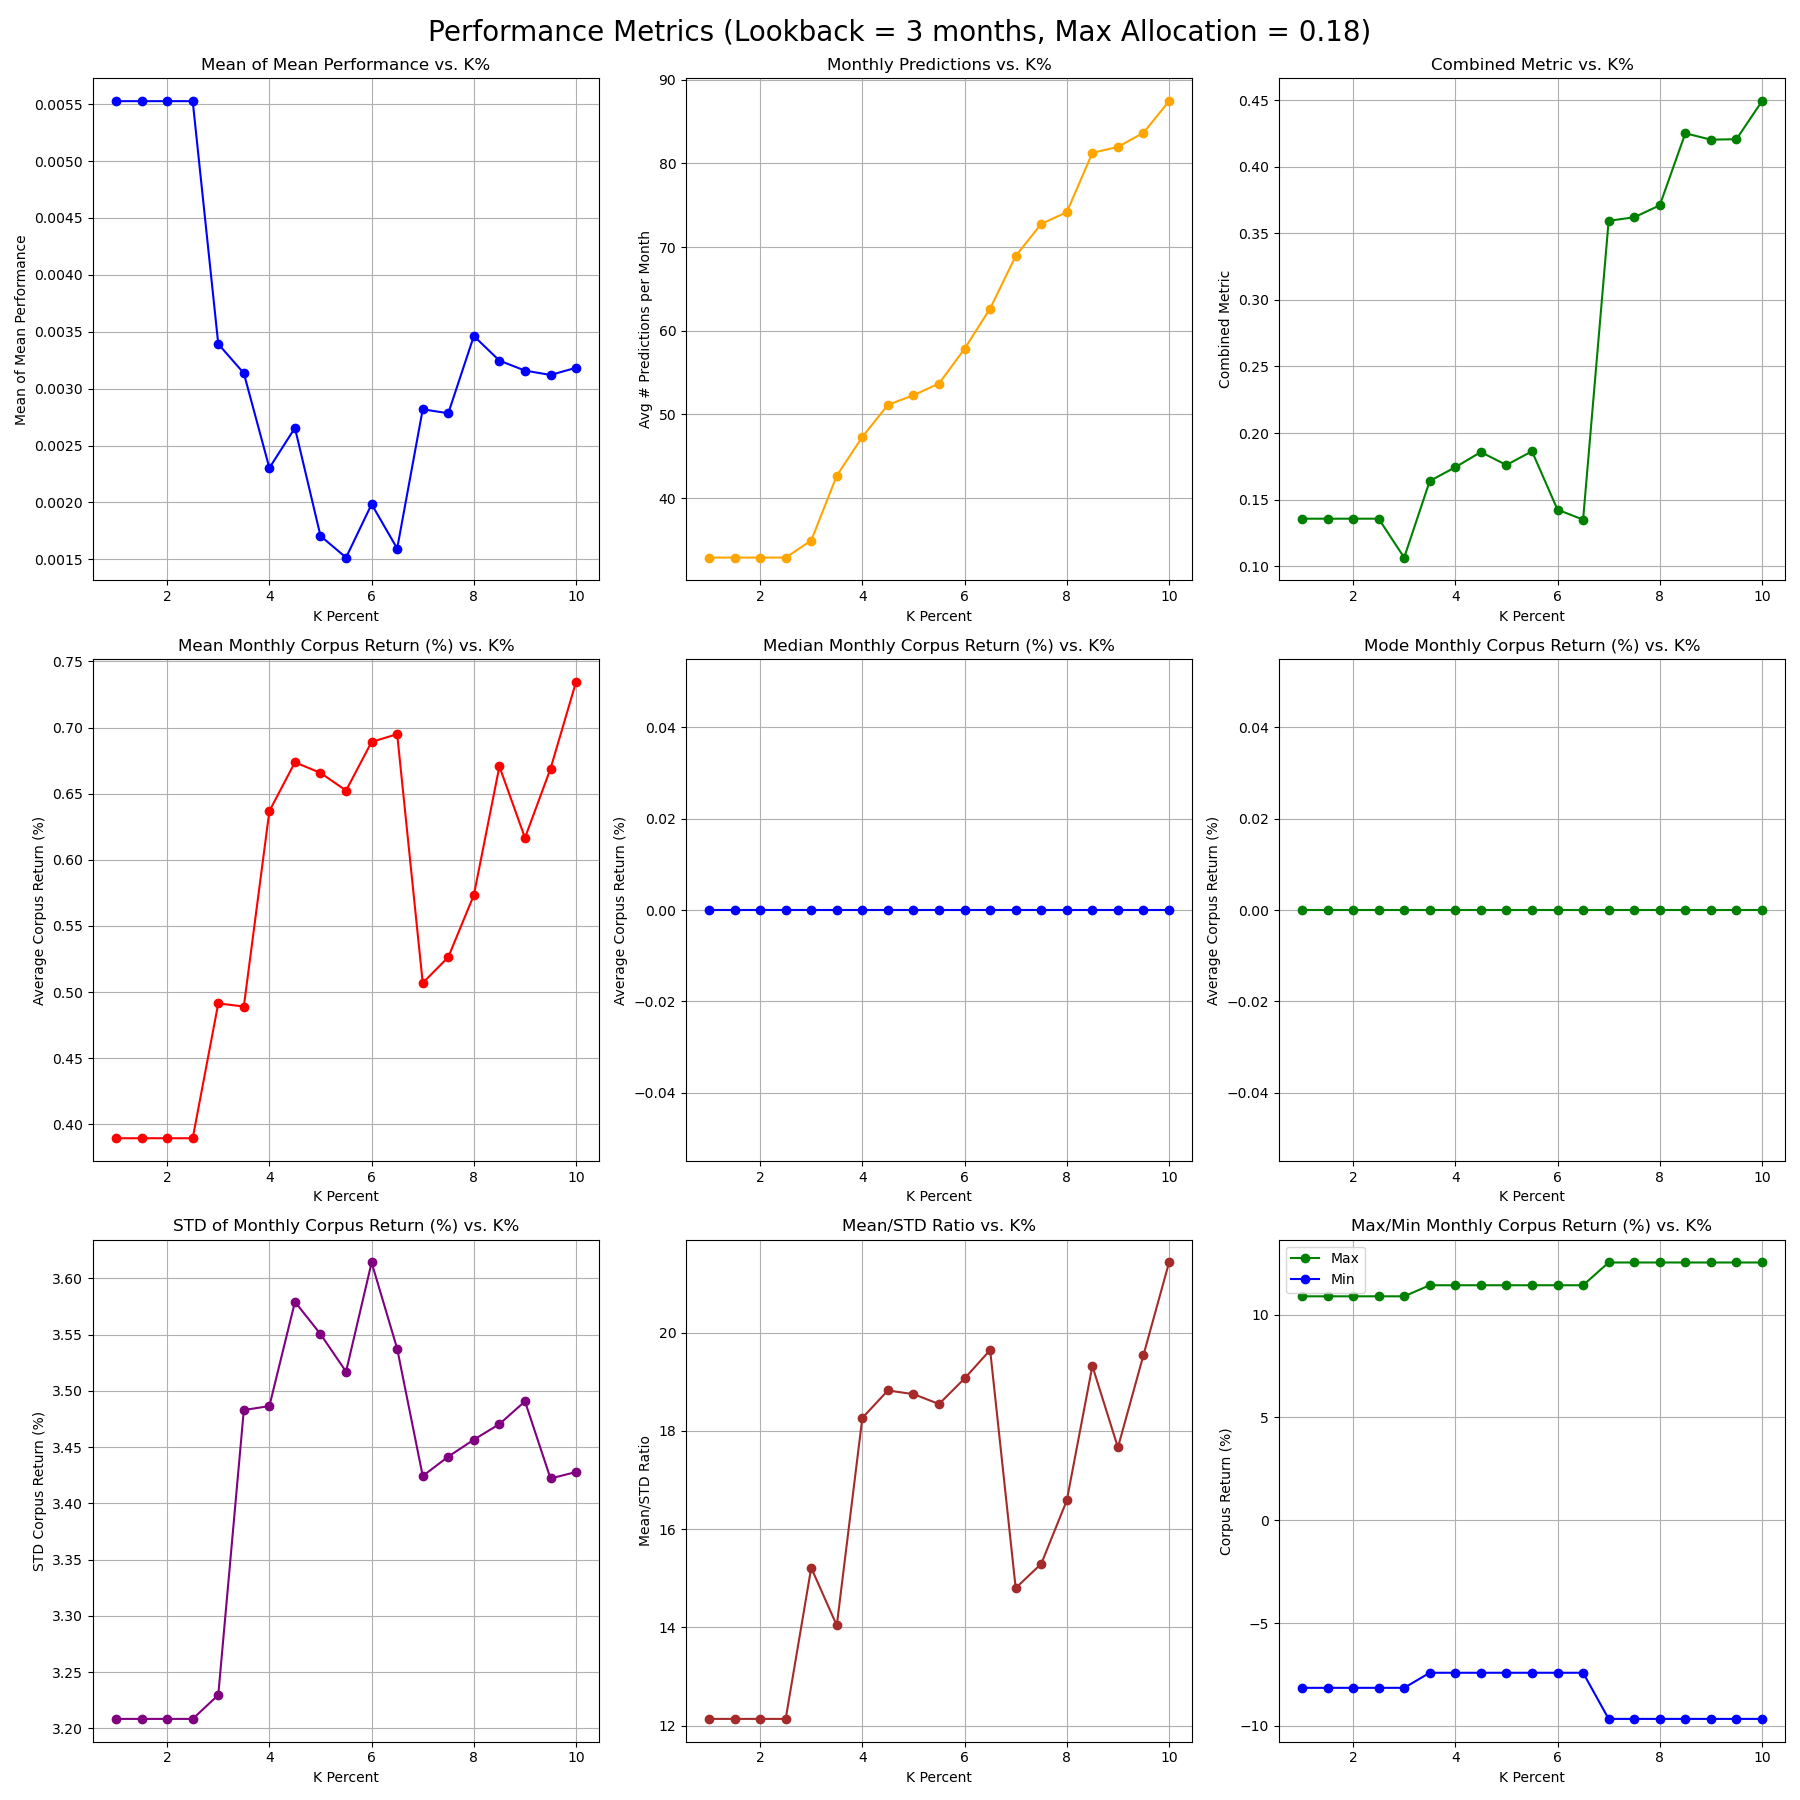 Performance Metrics (Lookback = 3 months, Max Allocation = 0.18)
Mean of Mean Performance vs. K%
Mean of Mean Performance
0.0055
0.0050
0.0045
0.0040
0.0035
0.0030
0.0025
0.0020
0.0015
2 4 6 8 10
K Percent
Monthly Predictions vs. K%
Avg # Predictions per Month
90
80
70
60
50
40
2 4 6 8 10
K Percent
Combined Metric vs. K%
Combined Metric
0.45
0.40
0.35
0.30
0.25
0.20
0.15
0.10
2 4 6 8 10
K Percent
Mean Monthly Corpus Return (%) vs. K%
Average Corpus Return (%)
0.75
0.70
0.65
0.60
0.55
0.50
0.45
0.40
2 4 6 8 10
K Percent
Median Monthly Corpus Return (%) vs. K%
Average Corpus Return (%)
0.04
0.02
0.00
−0.02
−0.04
2 4 6 8 10
K Percent
Mode Monthly Corpus Return (%) vs. K%
Average Corpus Return (%)
0.04
0.02
0.00
−0.02
−0.04
2 4 6 8 10
K Percent
STD of Monthly Corpus Return (%) vs. K%
STD Corpus Return (%)
3.60
3.55
3.50
3.45
3.40
3.35
3.30
3.25
3.20
2 4 6 8 10
K Percent
Mean/STD Ratio vs. K%
Mean/STD Ratio
20
18
16
14
12
2 4 6 8 10
K Percent
Max/Min Monthly Corpus Return (%) vs. K%
Corpus Return (%)
Max
Min
10
5
0
−5
−10
2 4 6 8 10
K Percent